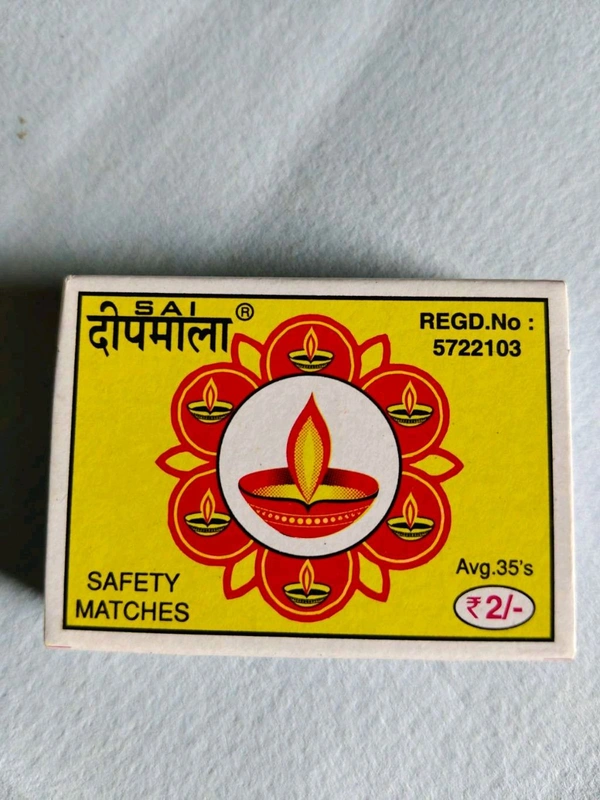 SAI
दीपमाला ®
REGD.No :
5722103
SAFETY
MATCHES
Avg.35's
₹2/-